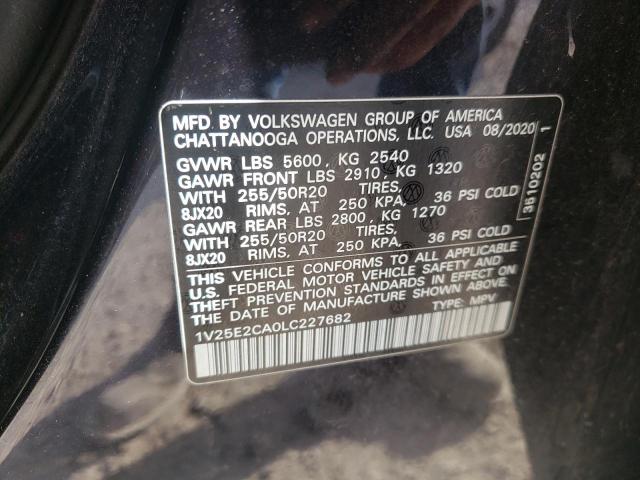 MFD BY VOLKSWAGEN GROUP OF AMERICA
CHATTANOOGA OPERATIONS, LLC. USA 08/2020
GVWR LBS 5600, KG 2540
GAWR FRONT LBS 2910, KG 1320
WITH 255/50R20 TIRES,
8JX20 RIMS, AT 250 KPA, 36 PSI COLD
GAWR REAR LBS 2800, KG 1270
WITH 255/50R20 TIRES,
8JX20 RIMS, AT 250 KPA, 36 PSI COLD
THIS VEHICLE CONFORMS TO ALL APPLICABLE
U.S. FEDERAL MOTOR VEHICLE SAFETY AND
THEFT PREVENTION STANDARDS IN EFFECT ON
THE DATE OF MANUFACTURE SHOWN ABOVE.
1V25E2CA0LC227682 TYPE: MPV
3510202 1